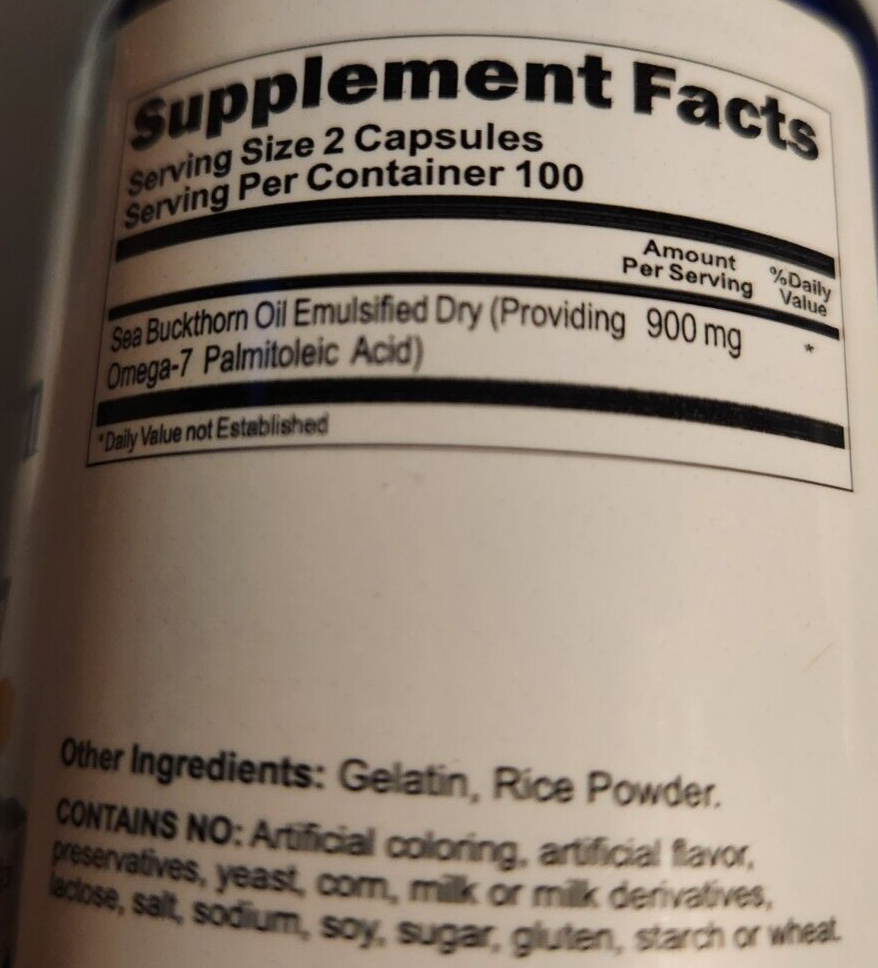 Supplement Facts
Serving Size 2 Capsules
Serving Per Container 100
Amount
Per Serving
%Daily
Value
Sea Buckthorn Oil Emulsified Dry (Providing 900 mg *
Omega-7 Palmitoleic Acid)
*Daily Value not Established
Other Ingredients: Gelatin, Rice Powder.
CONTAINS NO: Artificial coloring, artificial flavor,
preservatives, yeast, corn, milk or milk derivatives,
lactose, salt, sodium, soy, sugar, gluten, starch or wheat.